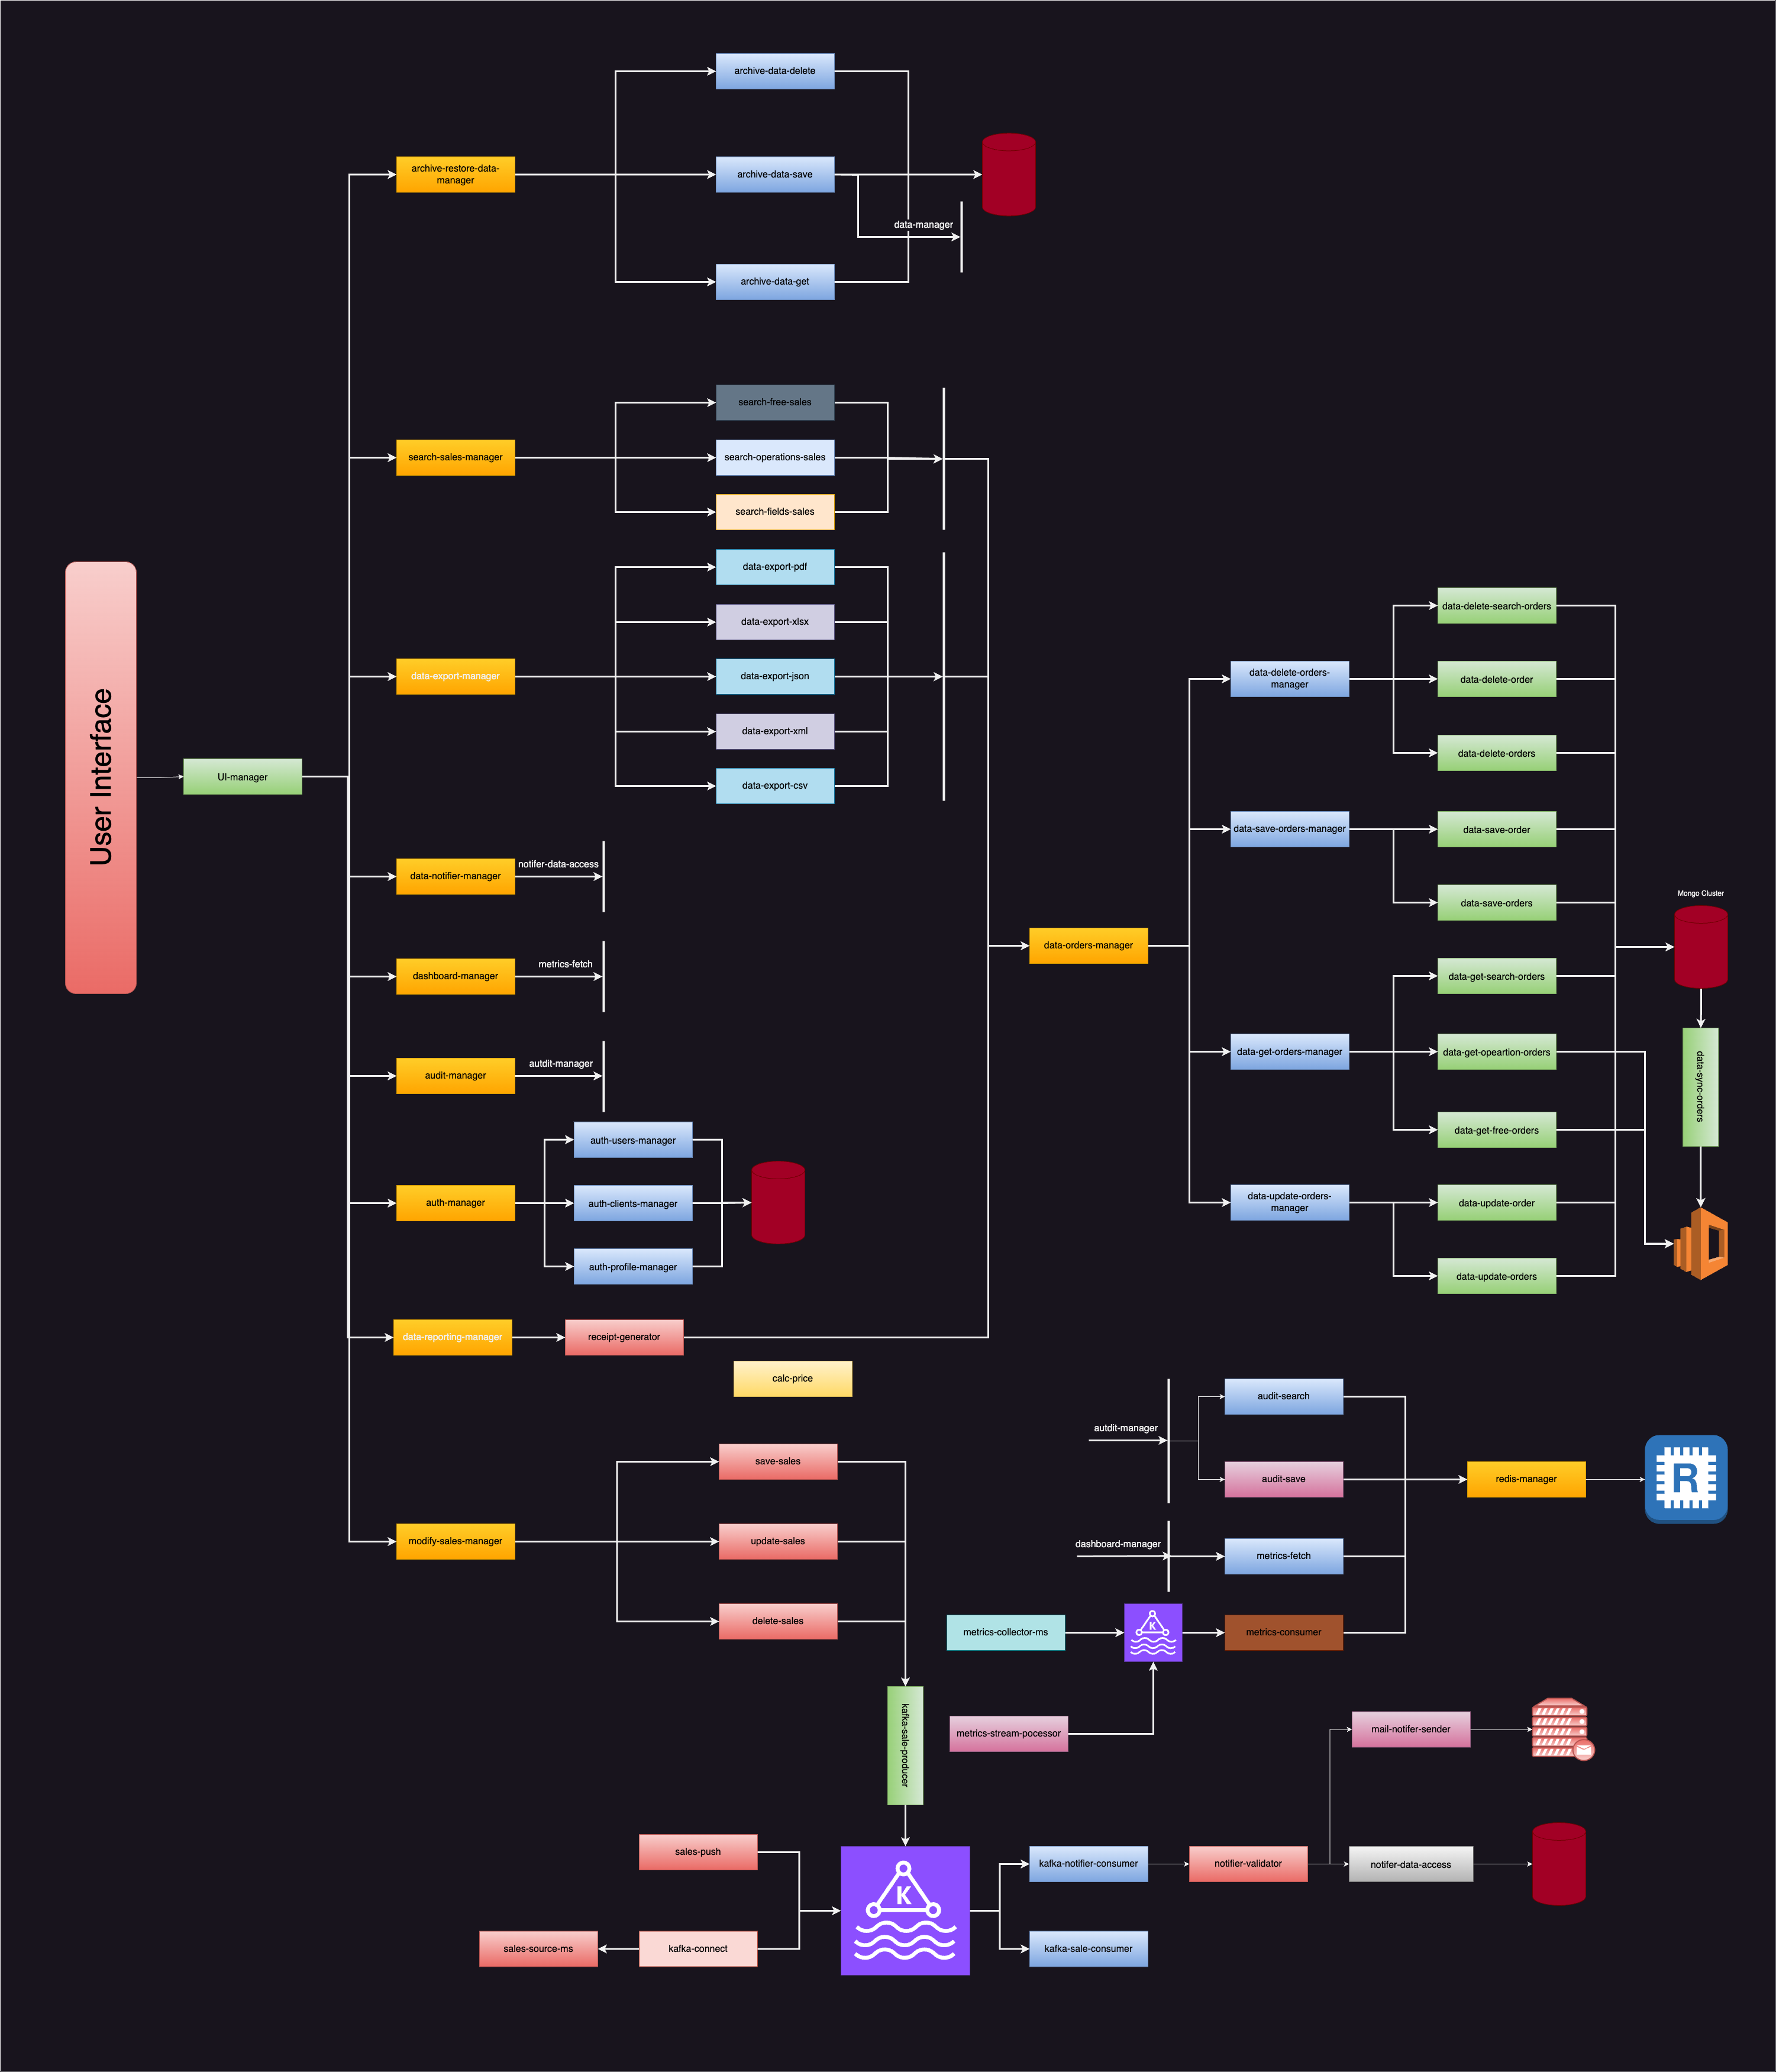 archive-data-delete
archive-restore-data-
manager
archive-data-save
data-manager
archive-data-get
search-free-sales
search-sales-manager
search-operations-sales
search-fields-sales
data-export-pdf
data-export-xlsx
data-export-manager
data-export-json
data-export-xml
data-export-csv
User Interface
UI-manager
data-notifier-manager
notifer-data-access
dashboard-manager
metrics-fetch
audit-manager
autdit-manager
auth-users-manager
auth-manager
auth-clients-manager
auth-profile-manager
data-reporting-manager
receipt-generator
calc-price
data-orders-manager
data-delete-search-orders
data-delete-orders-
manager
data-delete-order
data-delete-orders
data-save-orders-manager
data-save-order
data-save-orders
Mongo Cluster
data-get-search-orders
data-get-orders-manager
data-get-opeartion-orders
data-sync-orders
data-get-free-orders
data-update-orders-
manager
data-update-order
data-update-orders
save-sales
modify-sales-manager
update-sales
delete-sales
kafka-sale-producer
autdit-manager
audit-search
audit-save
redis-manager
R
dashboard-manager
metrics-fetch
metrics-collector-ms
K
metrics-consumer
metrics-stream-pocessor
mail-notifer-sender
sales-push
K
kafka-notifier-consumer
notifier-validator
notifer-data-access
sales-source-ms
kafka-connect
kafka-sale-consumer